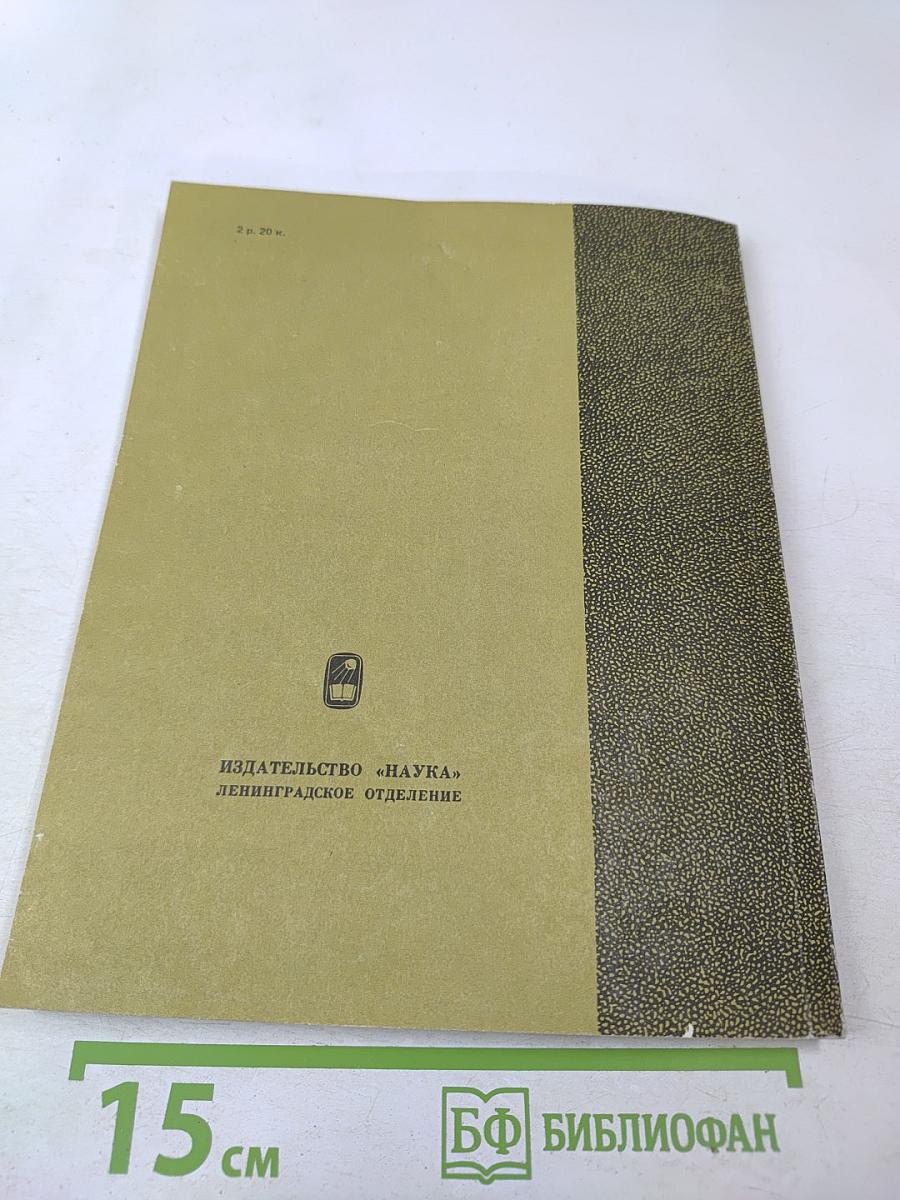 2 р. 20 к.
ИЗДАТЕЛЬСТВО «НАУКА»
ЛЕНИНГРАДСКОЕ ОТДЕЛЕНИЕ
15 см
БФ БИБЛИОФАН